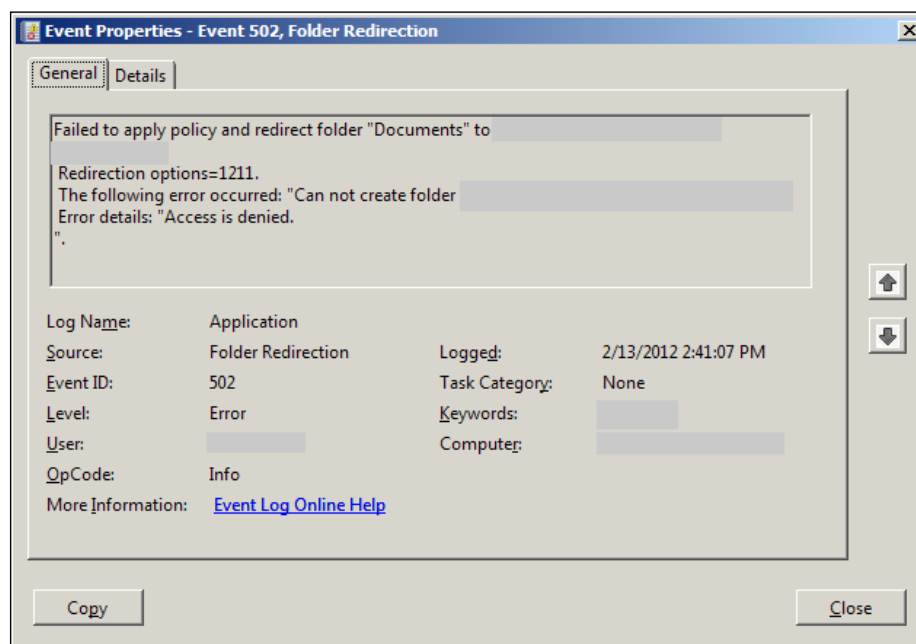 Event Properties - Event 502, Folder Redirection
General
Details
Failed to apply policy and redirect folder "Documents" to
Redirection options=1211.
The following error occurred: "Can not create folder
Error details: "Access is denied.
".
Log Name: Application
Source: Folder Redirection Logged: 2/13/2012 2:41:07 PM
Event ID: 502 Task Category: None
Level: Error Keywords:
User: Computer:
OpCode: Info
More Information: Event Log Online Help
Copy Close